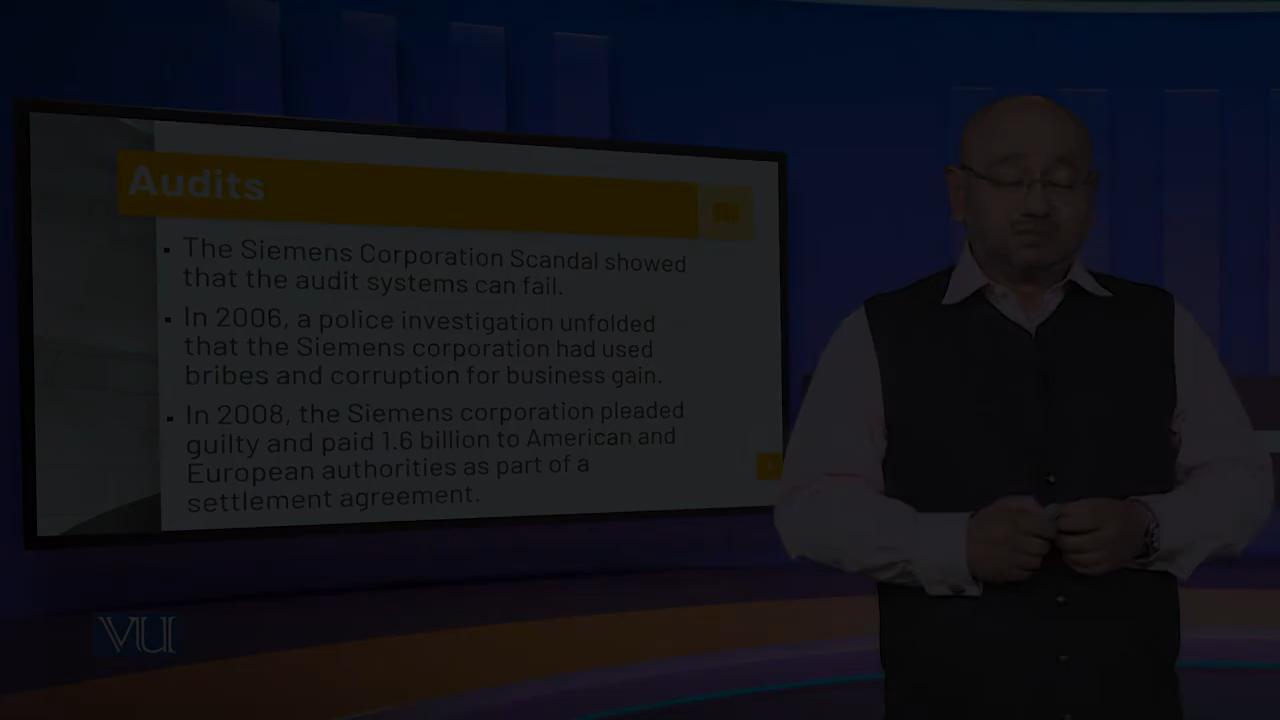 Audits
The Siemens Corporation Scandal showed
that the audit systems can fail.
In 2006, a police investigation unfolded
that the Siemens corporation had used
bribes and corruption for business gain.
In 2008, the Siemens corporation pleaded
guilty and paid 1.6 billion to American and
European authorities as part of a
settlement agreement.
VU